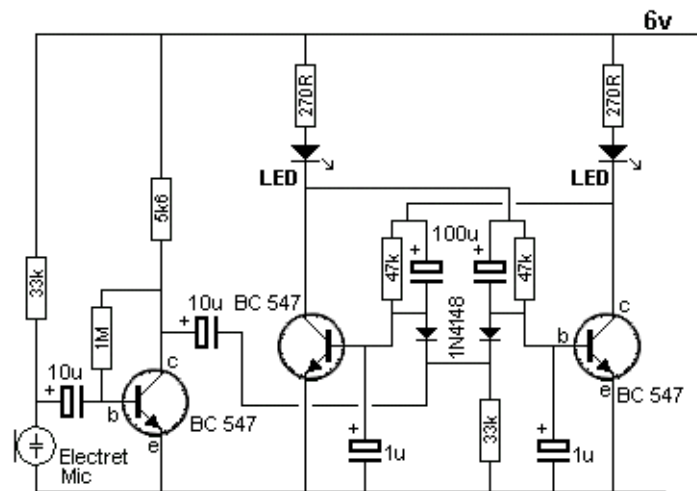 6v
270R
270R
LED
LED
5k6
33k
1M
10u
+
BC 547
47k
+
100u
+
47k
1N4148
c
b
e
BC 547
10u
+
c
b
e
BC 547
+
1u
33k
+
1u
Electret
Mic